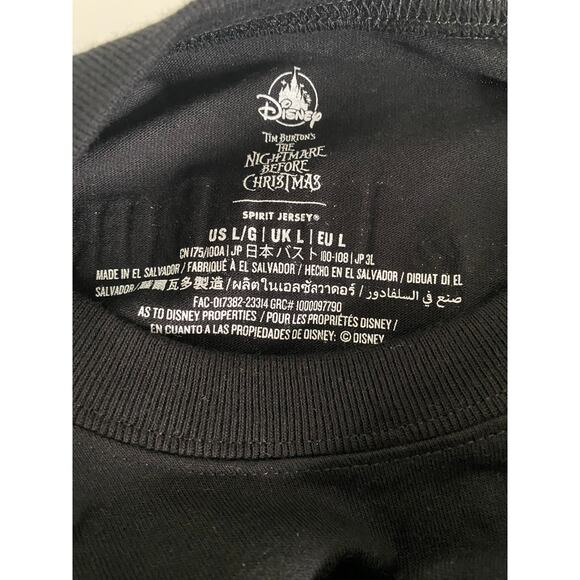 Disney
TIM BURTON'S
THE
NIGHTMARE
BEFORE
CHRISTMAS
SPIRIT JERSEY®
US L/G | UK L | EU L
CN 175/100A | JP 日本 バスト 100-108 | JP 3L
MADE IN EL SALVADOR / FABRIQUÉ À EL SALVADOR / HECHO EN EL SALVADOR / DIBUAT DI EL
SALVADOR / 薩爾瓦多製造 / ผลิตในเอลซัลวาดอร์ / صنع في السلفادور
FAC-017382-23314 GRC# 1000097790
AS TO DISNEY PROPERTIES / POUR LES PROPRIÉTÉS DISNEY /
EN CUANTO A LAS PROPIEDADES DE DISNEY: © DISNEY